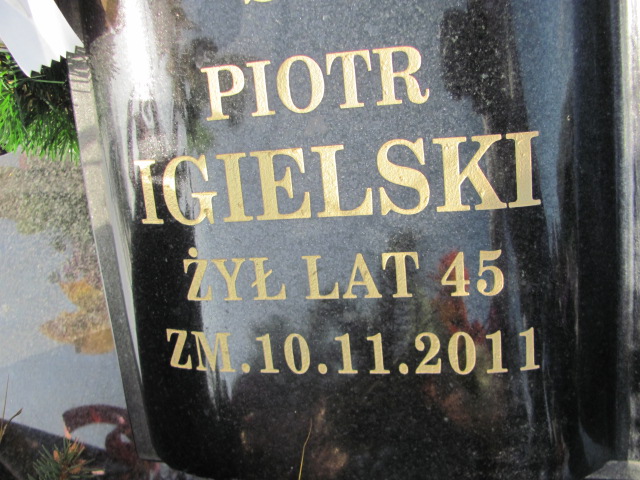 PIOTR
IGIELSKI
ŻYŁ LAT 45
ZM.10.11.2011